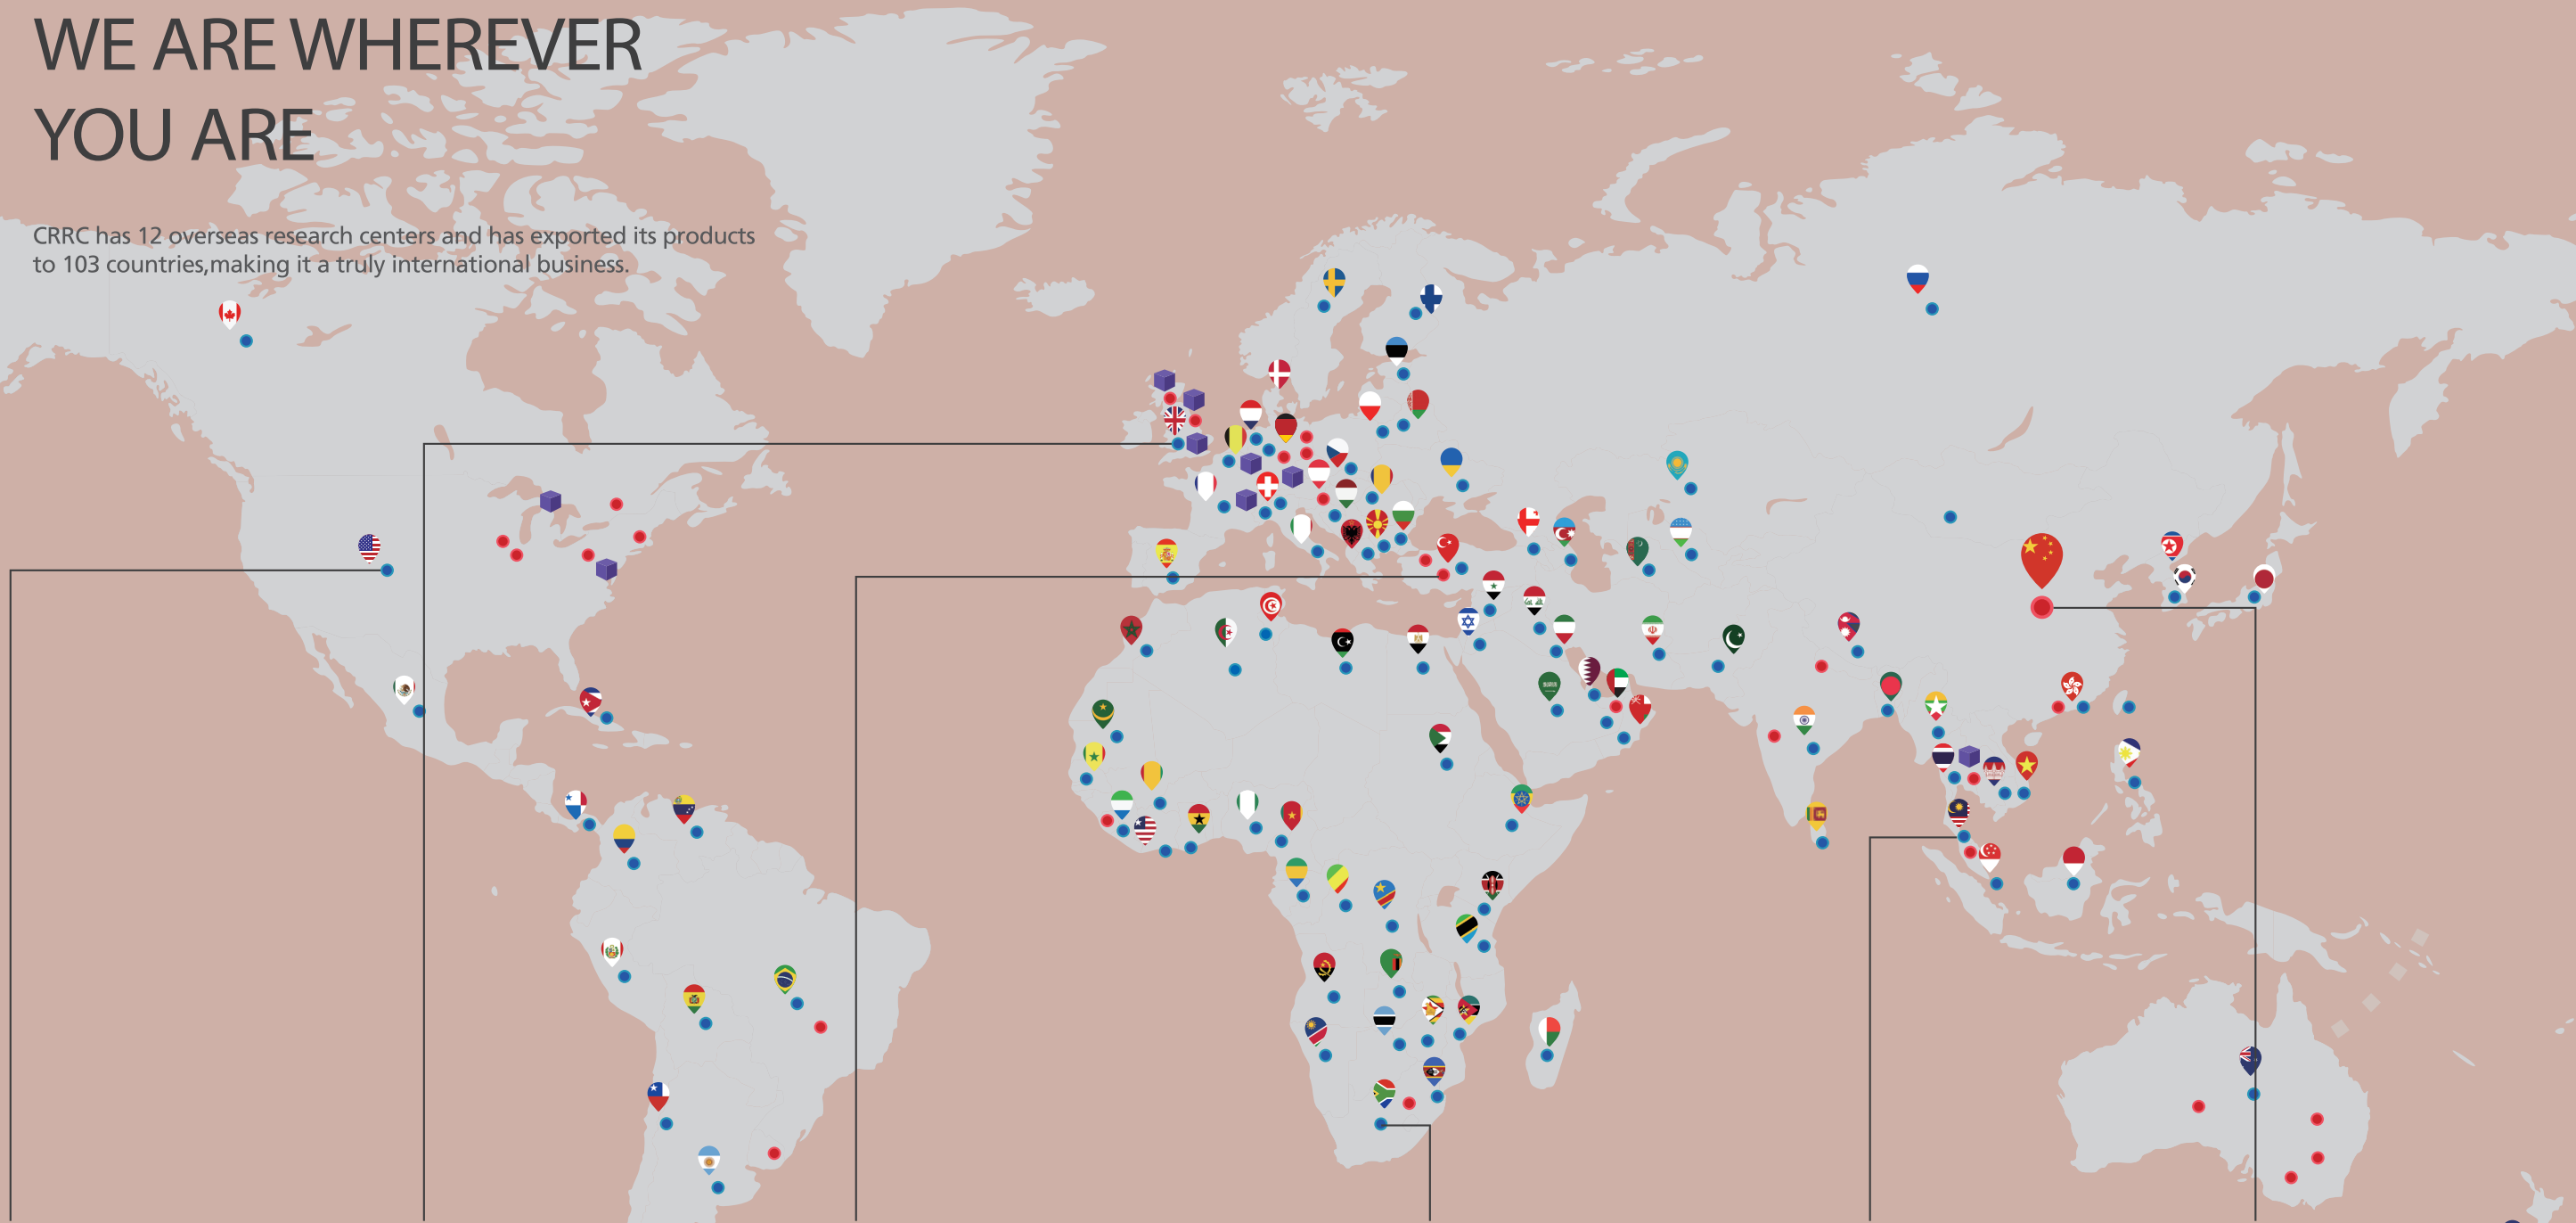 WE ARE WHEREVER
YOU ARE
CRRC has 12 overseas research centers and has exported its products
to 103 countries,making it a truly international business.